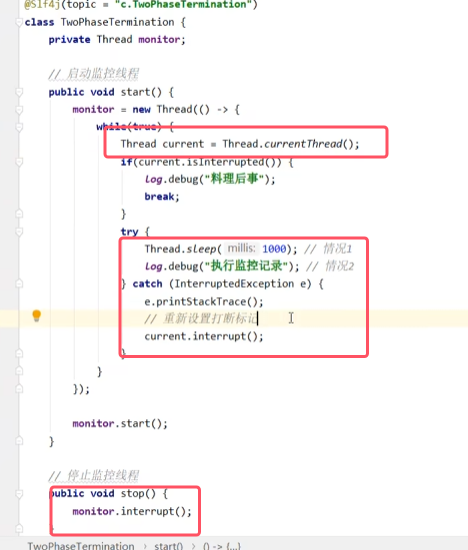 @Slf4j(topic = "c.TwoPhaseTermination")
class TwoPhaseTermination {
private Thread monitor;
// 启动监控线程
public void start() {
monitor = new Thread(() -> {
while(true) {
Thread current = Thread.currentThread();
if(current.isInterrupted()) {
log.debug("料理后事");
break;
}
try {
Thread.sleep( millis: 1000); // 情况1
log.debug("执行监控记录"); // 情况2
} catch (InterruptedException e) {
e.printStackTrace();
// 重新设置打断标记
current.interrupt();
}
}
});
monitor.start();
}
// 停止监控线程
public void stop() {
monitor.interrupt();
TwoPhaseTermination › start() › () -> {...}